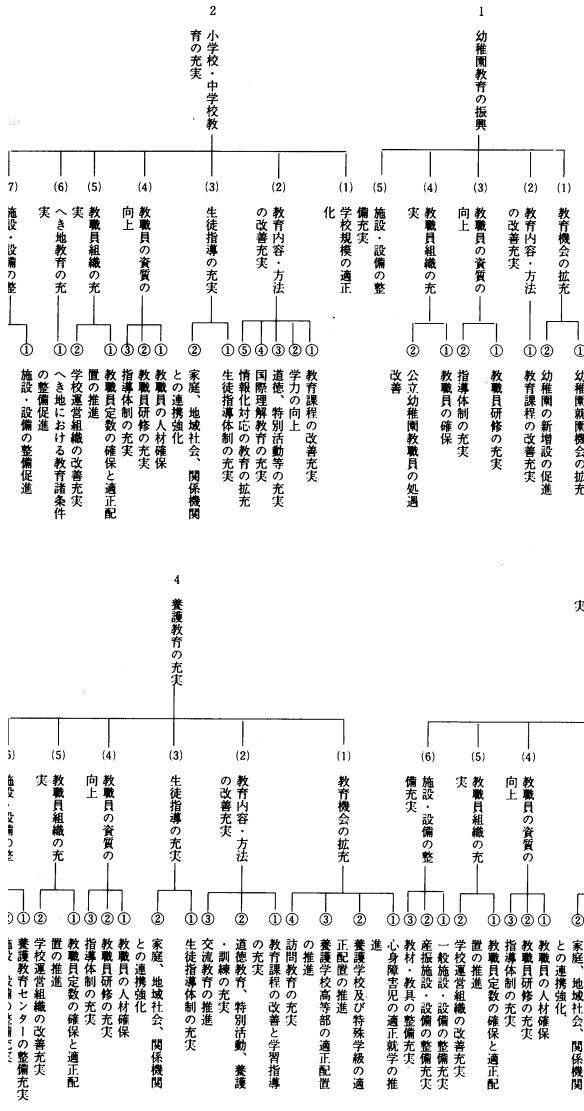 1
幼稚園教育の振興
(1)
教育機会の拡充
①
幼稚園就園機会の拡充
②
幼稚園の新増設の促進
(2)
教育内容・方法
の改善充実
①
教育課程の改善充実
(3)
教職員の資質の
向上
①
教職員研修の充実
②
指導体制の充実
(4)
教職員組織の充
実
①
教職員の確保
②
公立幼稚園教職員の処遇
改善
(5)
施設・設備の整
備充実
2
小学校・中学校教
育の充実
(1)
学校規模の適正
化
(2)
教育内容・方法
の改善充実
①
教育課程の改善充実
②
学力の向上
③
道徳、特別活動等の充実
④
国際理解教育の充実
⑤
情報化対応の教育の拡充
(3)
生徒指導の充実
①
生徒指導体制の充実
②
家庭、地域社会、関係機関
との連携強化
(4)
教職員の資質の
向上
①
教職員の人材確保
②
教職員研修の充実
③
指導体制の充実
(5)
教職員組織の充
実
①
教職員定数の確保と適正配
置の推進
②
学校運営組織の改善充実
(6)
へき地教育の充
実
①
へき地における教育諸条件
の整備促進
7)
施設・設備の整
①
施設・設備の整備促進
実
②
家庭、地域社会、関係機関
との連携強化、
(4)
教職員の資質の
向上
①
教職員の人材確保
②
教職員研修の充実
③
指導体制の充実
(5)
教職員組織の充
実
①
教職員定数の確保と適正配
置の推進
②
学校運営組織の改善充実
(6)
施設・設備の整
備充実
①
一般施設・設備の整備充実
②
産振施設・設備の整備充実
③
教材・教具の整備充実
4
養護教育の充実
(1)
教育機会の拡充
①
心身障害児の適正就学の推
進
②
養護学校及び特殊学級の適
正配置の推進
③
養護学校高等部の適正配置
の推進
④
訪問教育の充実
(2)
教育内容・方法
の改善充実
①
教育課程の改善と学習指導
の充実
②
道徳教育、特別活動、養護
・訓練の充実
③
交流教育の推進
(3)
生徒指導の充実
①
生徒指導体制の充実
②
家庭、地域社会、関係機関
との連携強化
(4)
教職員の資質の
向上
①
教職員の人材確保
②
教職員研修の充実
③
指導体制の充実
(5)
教職員組織の充
実
①
教職員定数の確保と適正配
置の推進
②
学校運営組織の改善充実
6)
施設・設備の整
①
養護教育センターの整備充実
②
施設・設備の整備充実